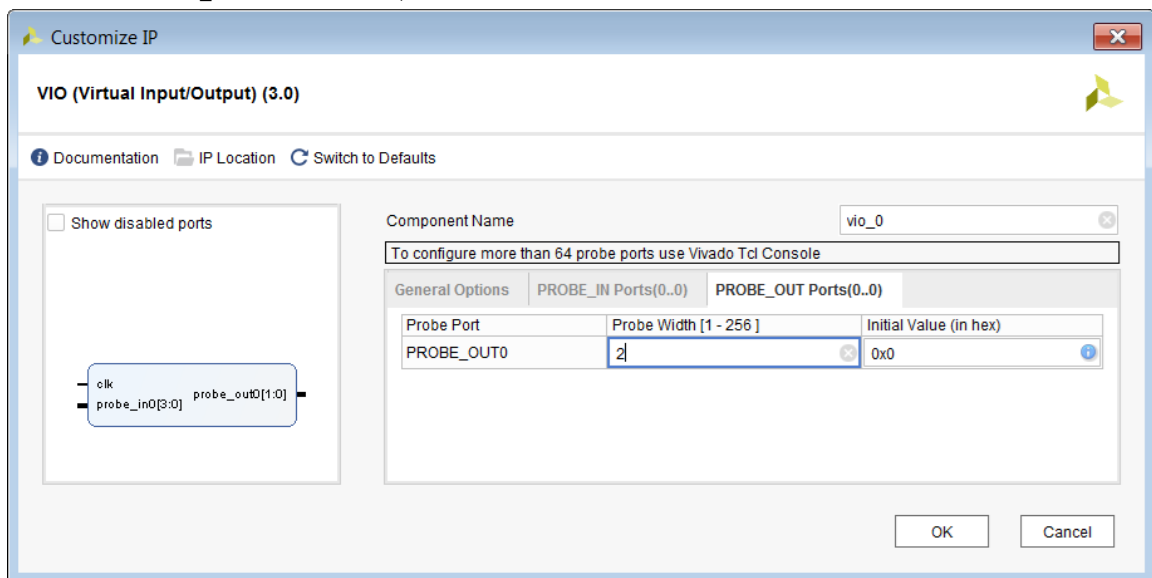 Customize IP
VIO (Virtual Input/Output) (3.0)
Documentation IP Location Switch to Defaults
Show disabled ports
Component Name vio_0
To configure more than 64 probe ports use Vivado Tcl Console
General Options PROBE_IN Ports(0..0) PROBE_OUT Ports(0..0)
Probe Port Probe Width [1 - 256 ] Initial Value (in hex)
PROBE_OUT0 2 0x0
clk
probe_in0[3:0] probe_out0[1:0]
OK Cancel